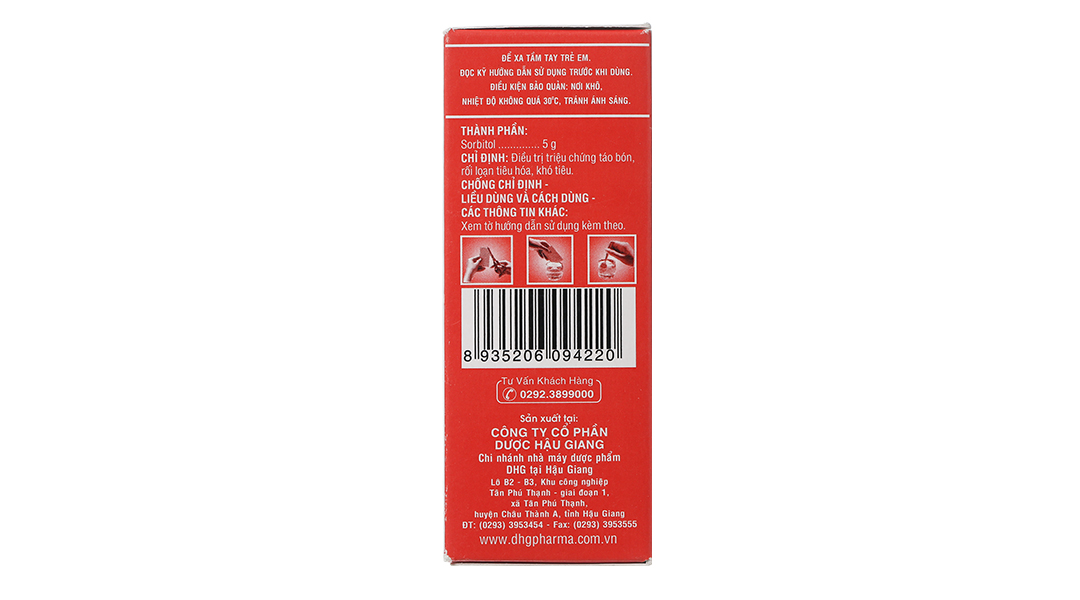 ĐỂ XA TẦM TAY TRẺ EM.
ĐỌC KỸ HƯỚNG DẪN SỬ DỤNG TRƯỚC KHI DÙNG.
ĐIỀU KIỆN BẢO QUẢN: NƠI KHÔ,
NHIỆT ĐỘ KHÔNG QUÁ 30°C, TRÁNH ÁNH SÁNG.
THÀNH PHẦN:
Sorbitol .............. 5 g
CHỈ ĐỊNH: Điều trị triệu chứng táo bón,
rối loạn tiêu hóa, khó tiêu.
CHỐNG CHỈ ĐỊNH -
LIỀU DÙNG VÀ CÁCH DÙNG -
CÁC THÔNG TIN KHÁC:
Xem tờ hướng dẫn sử dụng kèm theo.
8 935206 094220
Tư Vấn Khách Hàng
0292.3899000
Sản xuất tại:
CÔNG TY CỔ PHẦN
DƯỢC HẬU GIANG
Chi nhánh nhà máy dược phẩm
DHG tại Hậu Giang
Lô B2 - B3, Khu công nghiệp
Tân Phú Thạnh - giai đoạn 1,
xã Tân Phú Thạnh,
huyện Châu Thành A, tỉnh Hậu Giang
ĐT: (0293) 3953454 - Fax: (0293) 3953555
www.dhgpharma.com.vn